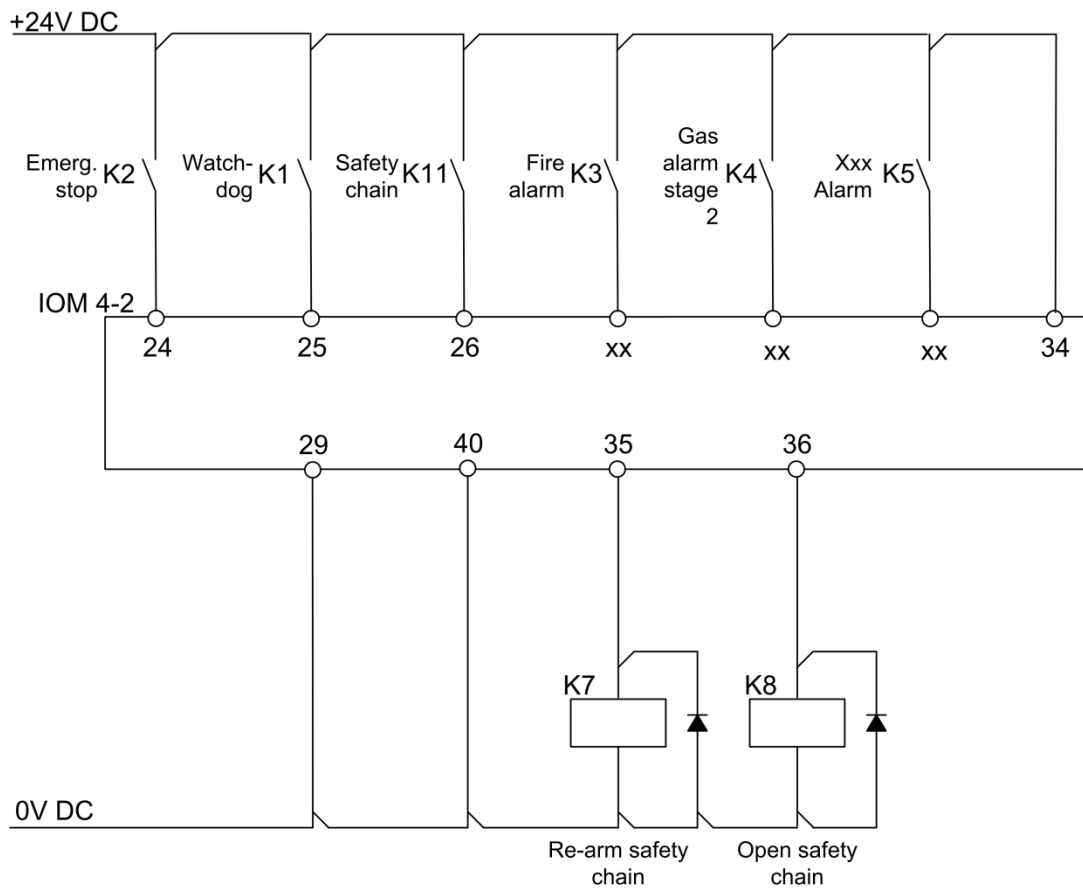 +24V DC
Emerg.
stop
K2
Watch-
dog
K1
Safety
chain
K11
Fire
alarm
K3
Gas
alarm
stage
2
K4
Xxx
Alarm
K5
IOM 4-2
24
25
26
xx
xx
xx
34
29
40
35
36
K7
K8
0V DC
Re-arm safety
chain
Open safety
chain